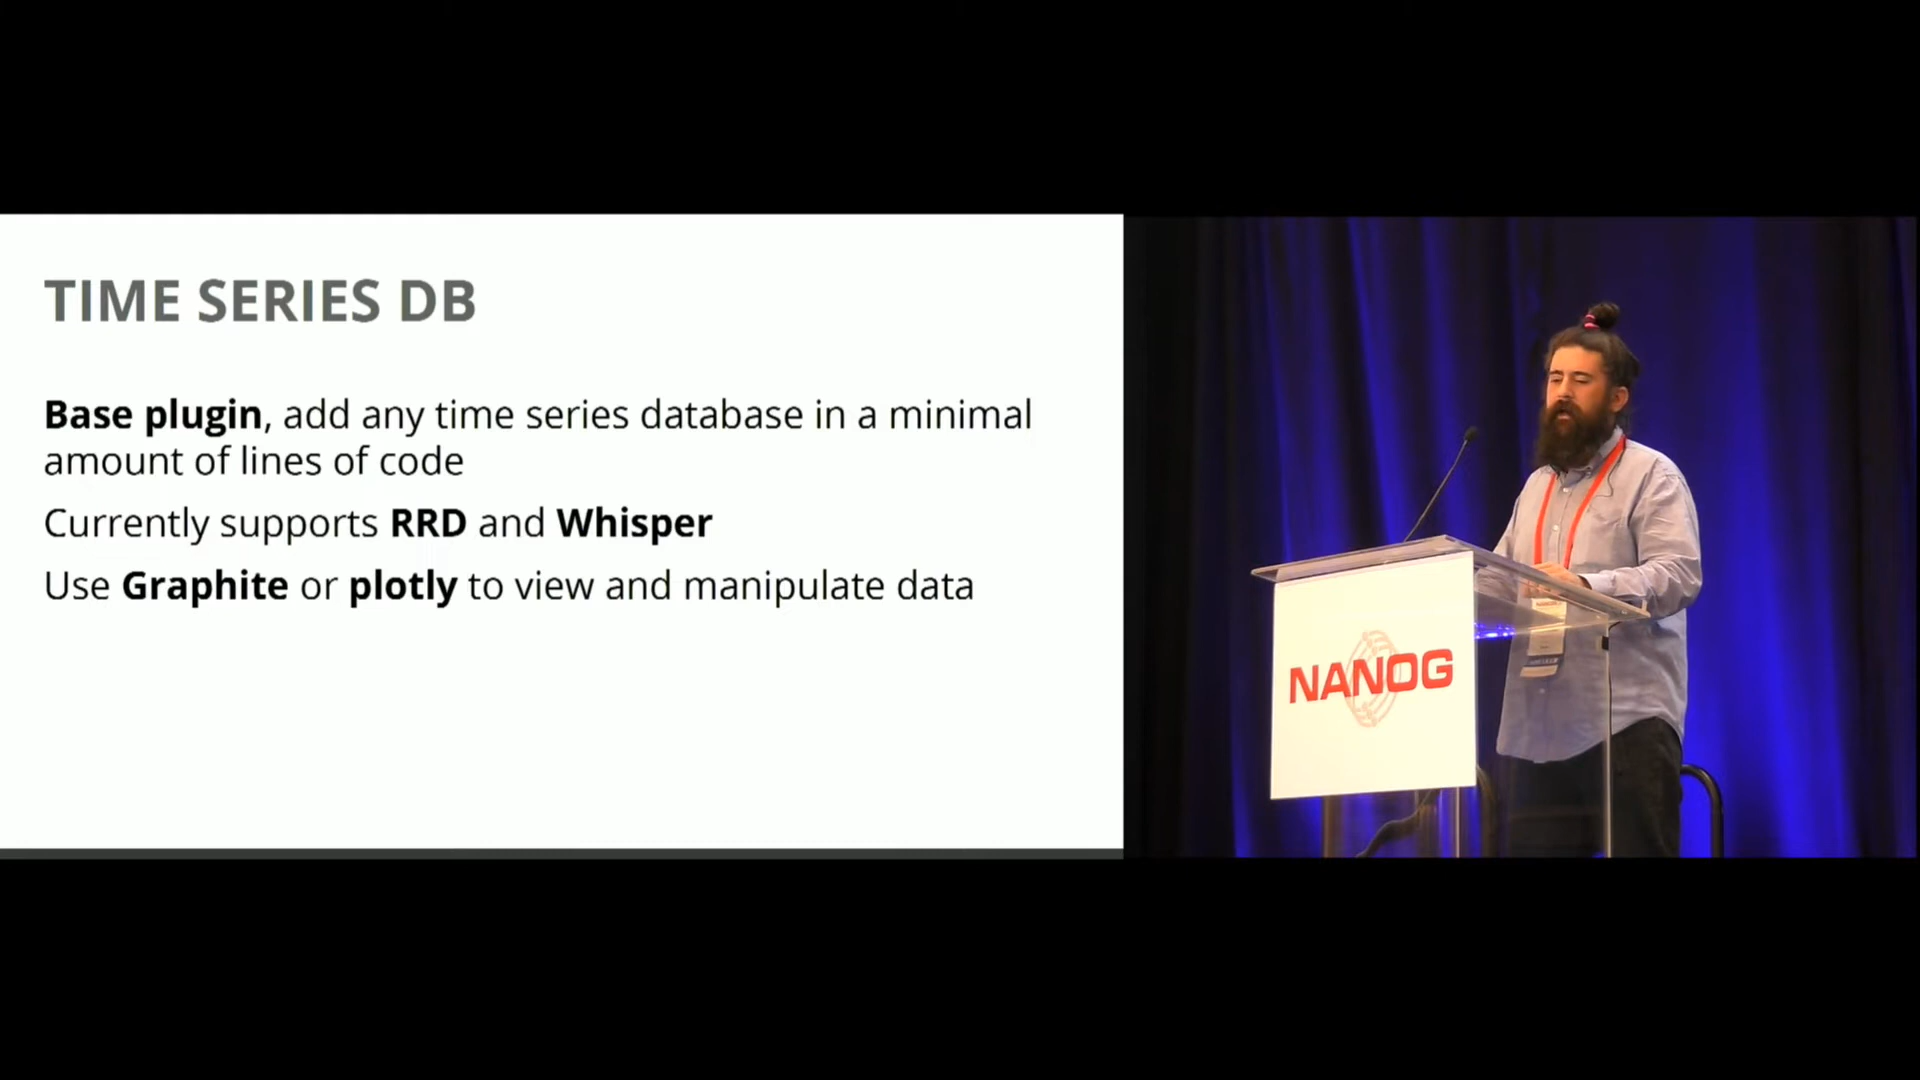 TIME SERIES DB
Base plugin, add any time series database in a minimal
amount of lines of code
Currently supports RRD and Whisper
Use Graphite or plotly to view and manipulate data
NANOG